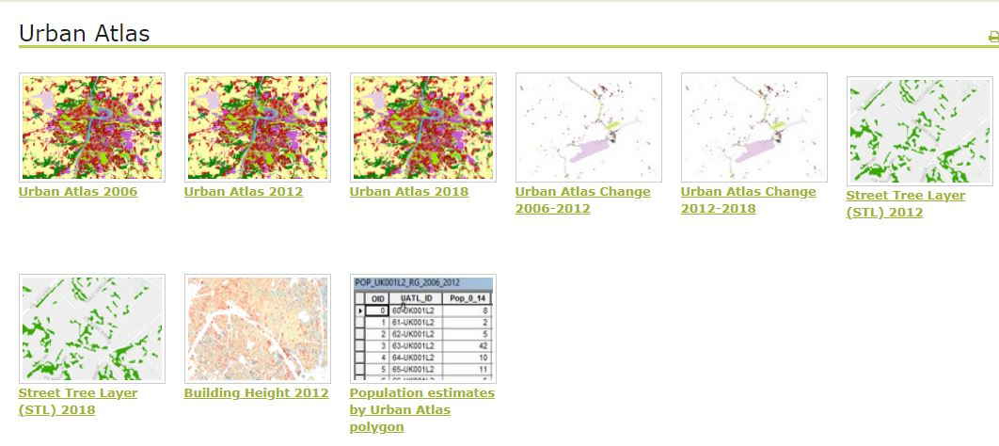 Urban Atlas
Urban Atlas 2006
Urban Atlas 2012
Urban Atlas 2018
Urban Atlas Change
2006-2012
Urban Atlas Change
2012-2018
Street Tree Layer
(STL) 2012
POP_UK001L2_RG_2006_2012
OID UATL_ID Pop_0_14
0 60-UK001L2 8
1 61-UK001L2 2
2 62-UK001L2 5
3 63-UK001L2 42
4 64-UK001L2 10
5 65-UK001L2 11
Street Tree Layer
(STL) 2018
Building Height 2012
Population estimates
by Urban Atlas
polygon